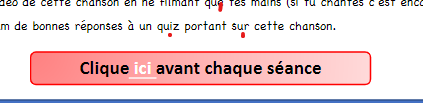 déo de cette chanson en ne filmant que tes mains (si tu chantes c'est enco
m de bonnes réponses à un quiz portant sur cette chanson.
Clique ici avant chaque séance